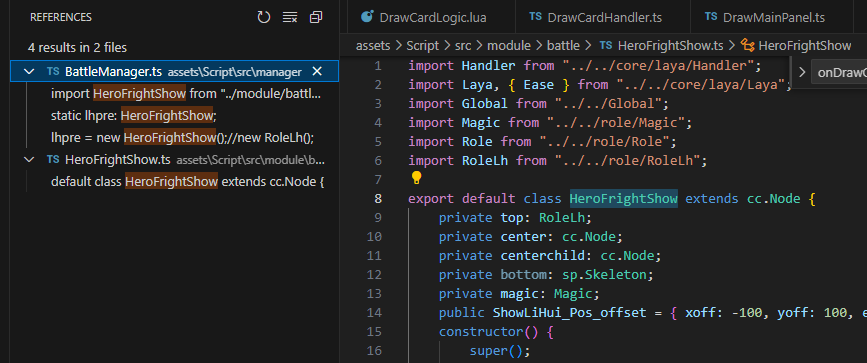 REFERENCES
4 results in 2 files
BattleManager.ts assets\Script\src\manager
import HeroFrightShow from "../module/battl...
static lhpre: HeroFrightShow;
lhpre = new HeroFrightShow();//new RoleLh();
HeroFrightShow.ts assets\Script\src\module\b...
default class HeroFrightShow extends cc.Node {
DrawCardLogic.lua
TS DrawCardHandler.ts
TS DrawMainPanel.ts
assets > Script > src > module > battle > TS HeroFrightShow.ts > HeroFrightShow
1 import Handler from "../../core/laya/Handler";
2 import Laya, { Ease } from "../../core/laya/Laya";
3 import Global from "../../Global";
4 import Magic from "../../role/Magic";
5 import Role from "../../role/Role";
6 import RoleLh from "../../role/RoleLh";
7
8 export default class HeroFrightShow extends cc.Node {
9 private top: RoleLh;
10 private center: cc.Node;
11 private centerchild: cc.Node;
12 private bottom: sp.Skeleton;
13 private magic: Magic;
14 public ShowLiHui_Pos_offset = { xoff: -100, yoff: 100,
15 constructor() {
16 super();
> onDraw